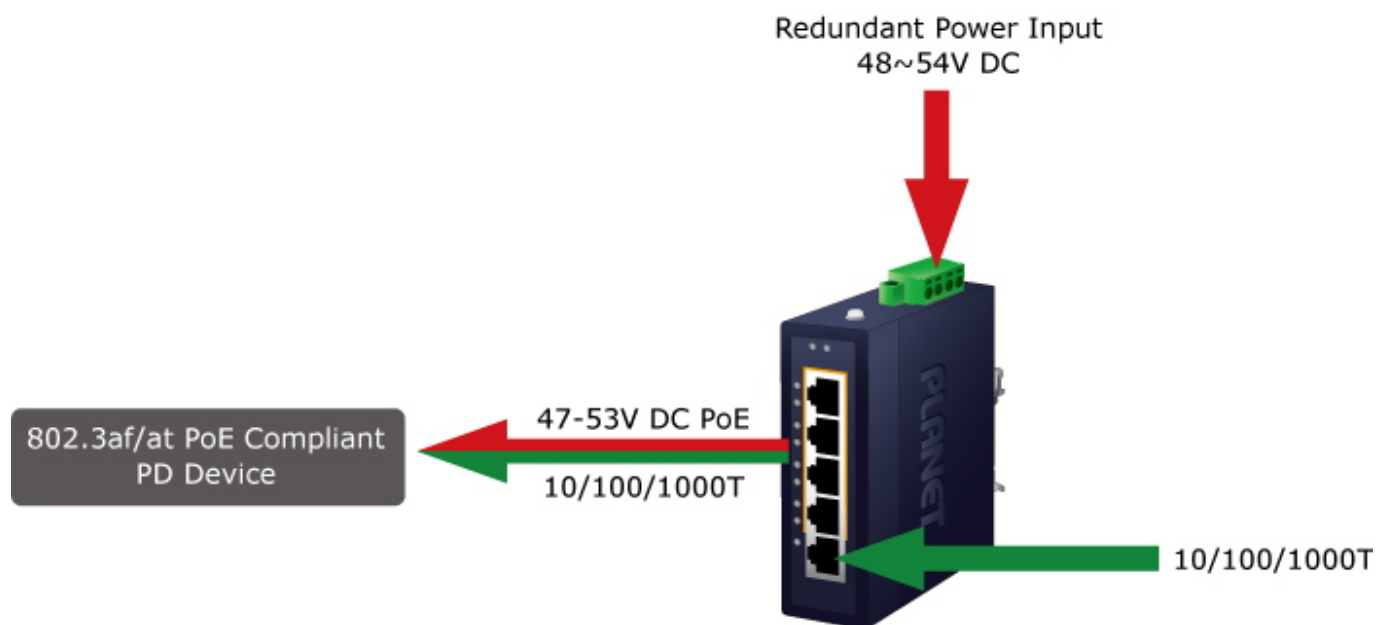 Redundant Power Input
48~54V DC
802.3af/at PoE Compliant
PD Device
47-53V DC PoE
10/100/1000T
PLANET
10/100/1000T